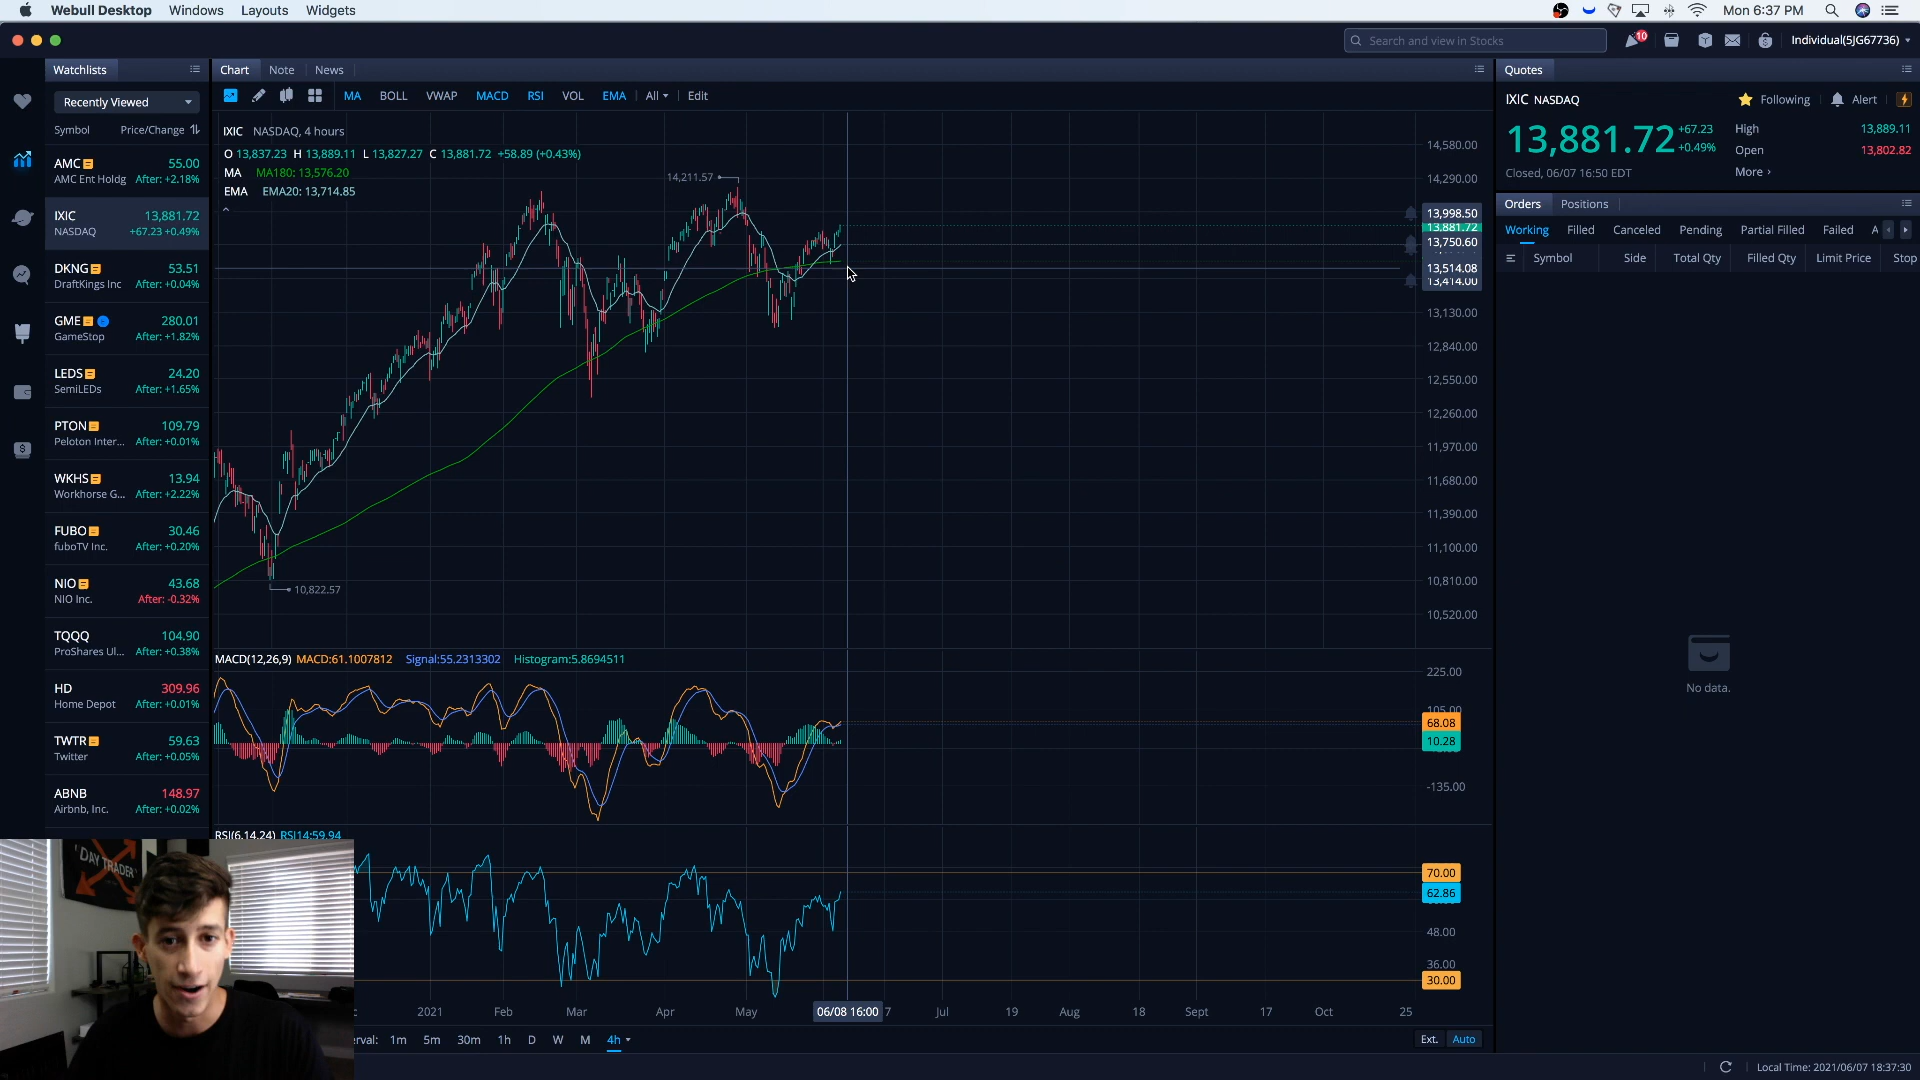 Webull Desktop Windows Layouts Widgets Mon 6:37 PM
Search and view in Stocks 10 Individual(5JG67736)
Watchlists
Recently Viewed
Symbol Price/Change
AMC 55.00
AMC Ent Holdg After: +2.18%
IXIC 13,881.72
NASDAQ +67.23 +0.49%
DKNG 53.51
DraftKings Inc After: +0.04%
GME 280.01
GameStop After: +1.82%
LEDS 24.20
SemiLEDs After: +1.65%
PTON 109.79
Peloton Inter... After: +0.01%
WKHS 13.94
Workhorse G... After: +2.22%
FUBO 30.46
fuboTV Inc. After: +0.20%
NIO 43.68
NIO Inc. After: -0.32%
TQQQ 104.90
ProShares Ul... After: +0.38%
HD 309.96
Home Depot After: +0.01%
TWTR 59.63
Twitter After: +0.05%
ABNB 148.97
Airbnb, Inc. After: +0.02%
DAY TRADER
Chart Note News
MA BOLL VWAP MACD RSI VOL EMA All Edit
IXIC NASDAQ, 4 hours
O 13,837.23 H 13,889.11 L 13,827.27 C 13,881.72 +58.89 (+0.43%)
MA MA180: 13,576.20
EMA EMA20: 13,714.85
14,211.57
10,822.57
14,580.00
14,290.00
13,998.50
13,881.72
13,750.60
13,514.08
13,414.00
13,130.00
12,840.00
12,550.00
12,260.00
11,970.00
11,680.00
11,390.00
11,100.00
10,810.00
10,520.00
MACD(12,26,9) MACD:61.1007812 Signal:55.2313302 Histogram:5.8694511
225.00
105.00
68.08
10.28
-135.00
RSI(6,14,24) RSI14:59.94
70.00
62.86
48.00
36.00
30.00
2021 Feb Mar Apr May 06/08 16:00 7 Jul 19 Aug 18 Sept 17 Oct 25
erval: 1m 5m 30m 1h D W M 4h Ext. Auto
Quotes
IXIC NASDAQ Following Alert
13,881.72 +67.23 +0.49%
High 13,889.11
Open 13,802.82
Closed, 06/07 16:50 EDT More
Orders Positions
Working Filled Canceled Pending Partial Filled Failed A
Symbol Side Total Qty Filled Qty Limit Price Stop
No data.
Local Time: 2021/06/07 18:37:30